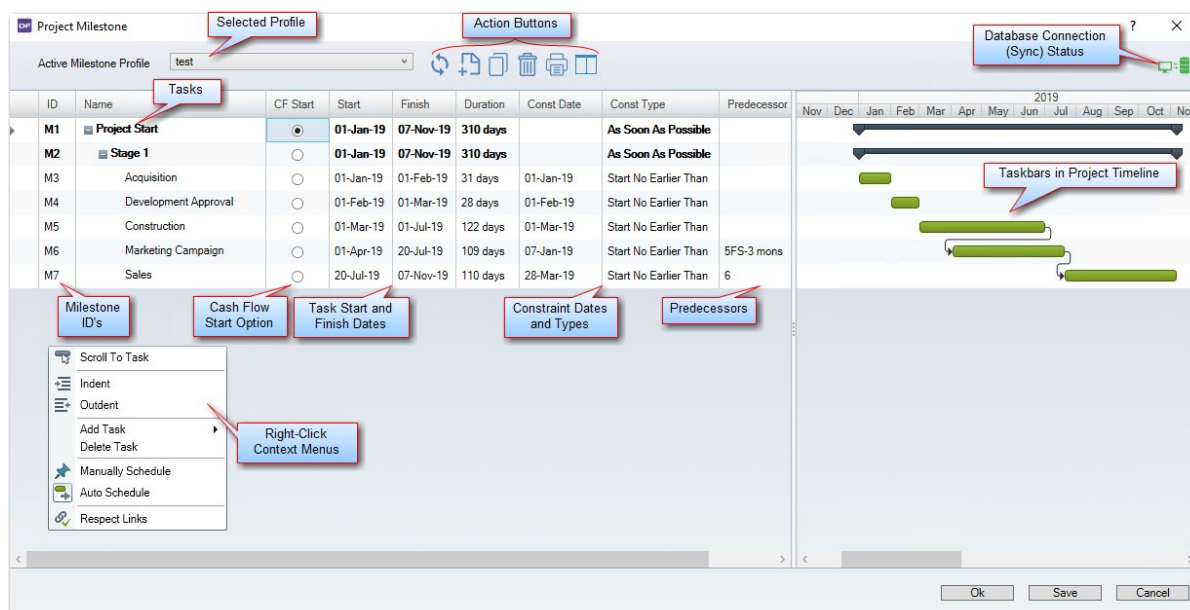 DF Project Milestone
Selected Profile
Action Buttons
?
Database Connection
(Sync) Status
Active Milestone Profile
test
Tasks
ID Name CF Start Start Finish Duration Const Date Const Type Predecessor
2019
Nov Dec Jan Feb Mar Apr May Jun Jul Aug Sep Oct No
M1 Project Start 01-Jan-19 07-Nov-19 310 days As Soon As Possible
M2 Stage 1 01-Jan-19 07-Nov-19 310 days As Soon As Possible
M3 Acquisition 01-Jan-19 01-Feb-19 31 days 01-Jan-19 Start No Earlier Than
Taskbars in Project Timeline
M4 Development Approval 01-Feb-19 01-Mar-19 28 days 01-Feb-19 Start No Earlier Than
M5 Construction 01-Mar-19 01-Jul-19 122 days 01-Mar-19 Start No Earlier Than
M6 Marketing Campaign 01-Apr-19 20-Jul-19 109 days 07-Jan-19 Start No Earlier Than 5FS-3 mons
M7 Sales 20-Jul-19 07-Nov-19 110 days 28-Mar-19 Start No Earlier Than 6
Milestone
ID's
Cash Flow
Start Option
Task Start and
Finish Dates
Constraint Dates
and Types
Predecessors
Scroll To Task
Indent
Outdent
Add Task
Delete Task
Manually Schedule
Auto Schedule
Respect Links
Right-Click
Context Menus
Ok Save Cancel